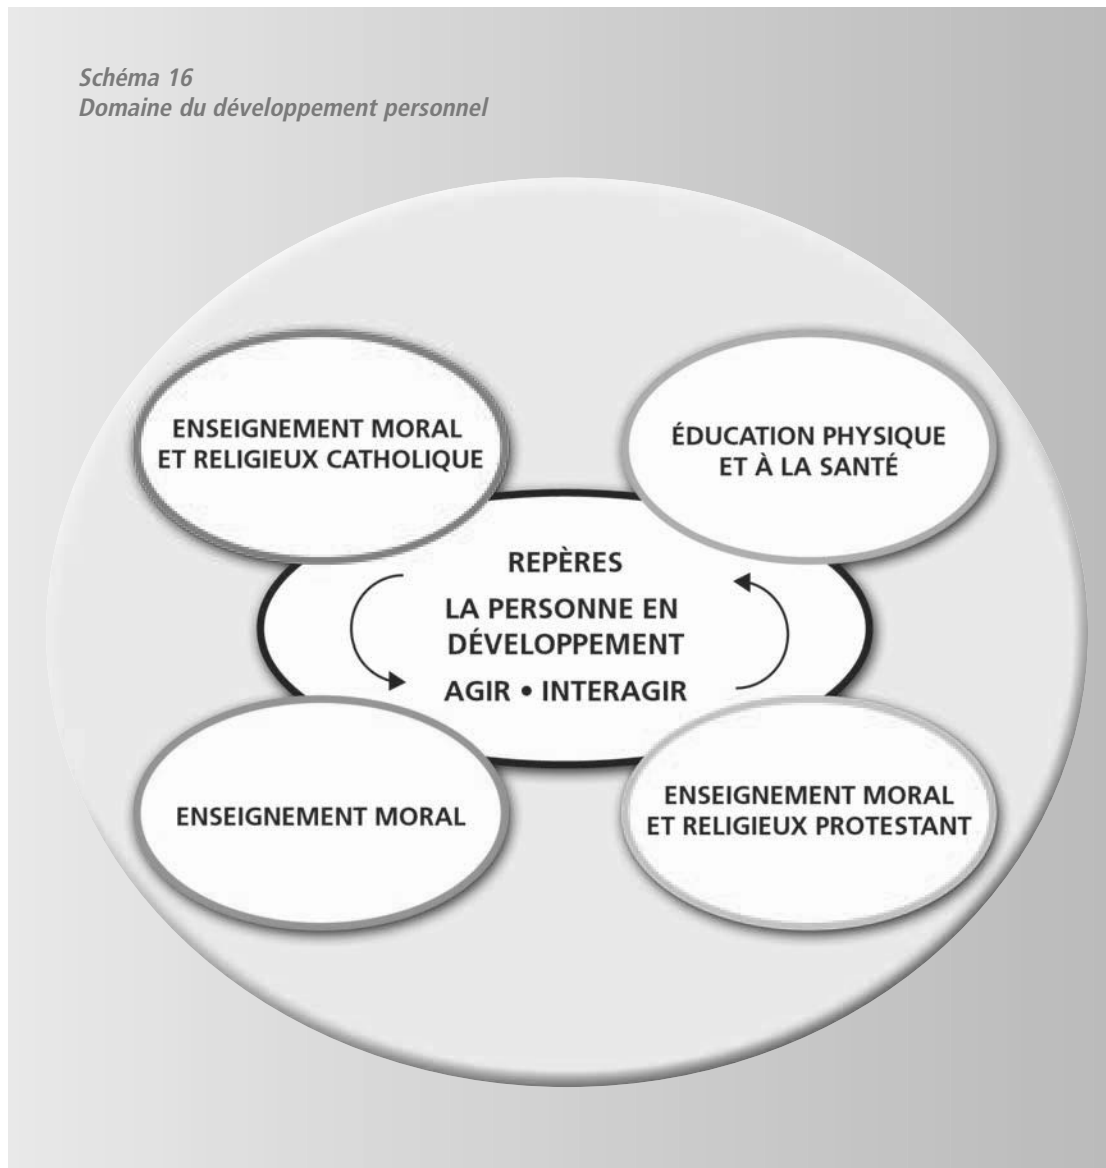 Schéma 16
Domaine du développement personnel
ENSEIGNEMENT MORAL
ET RELIGIEUX CATHOLIQUE
ÉDUCATION PHYSIQUE
ET À LA SANTÉ
REPÈRES
LA PERSONNE EN
DÉVELOPPEMENT
AGIR • INTERAGIR
ENSEIGNEMENT MORAL
ENSEIGNEMENT MORAL
ET RELIGIEUX PROTESTANT